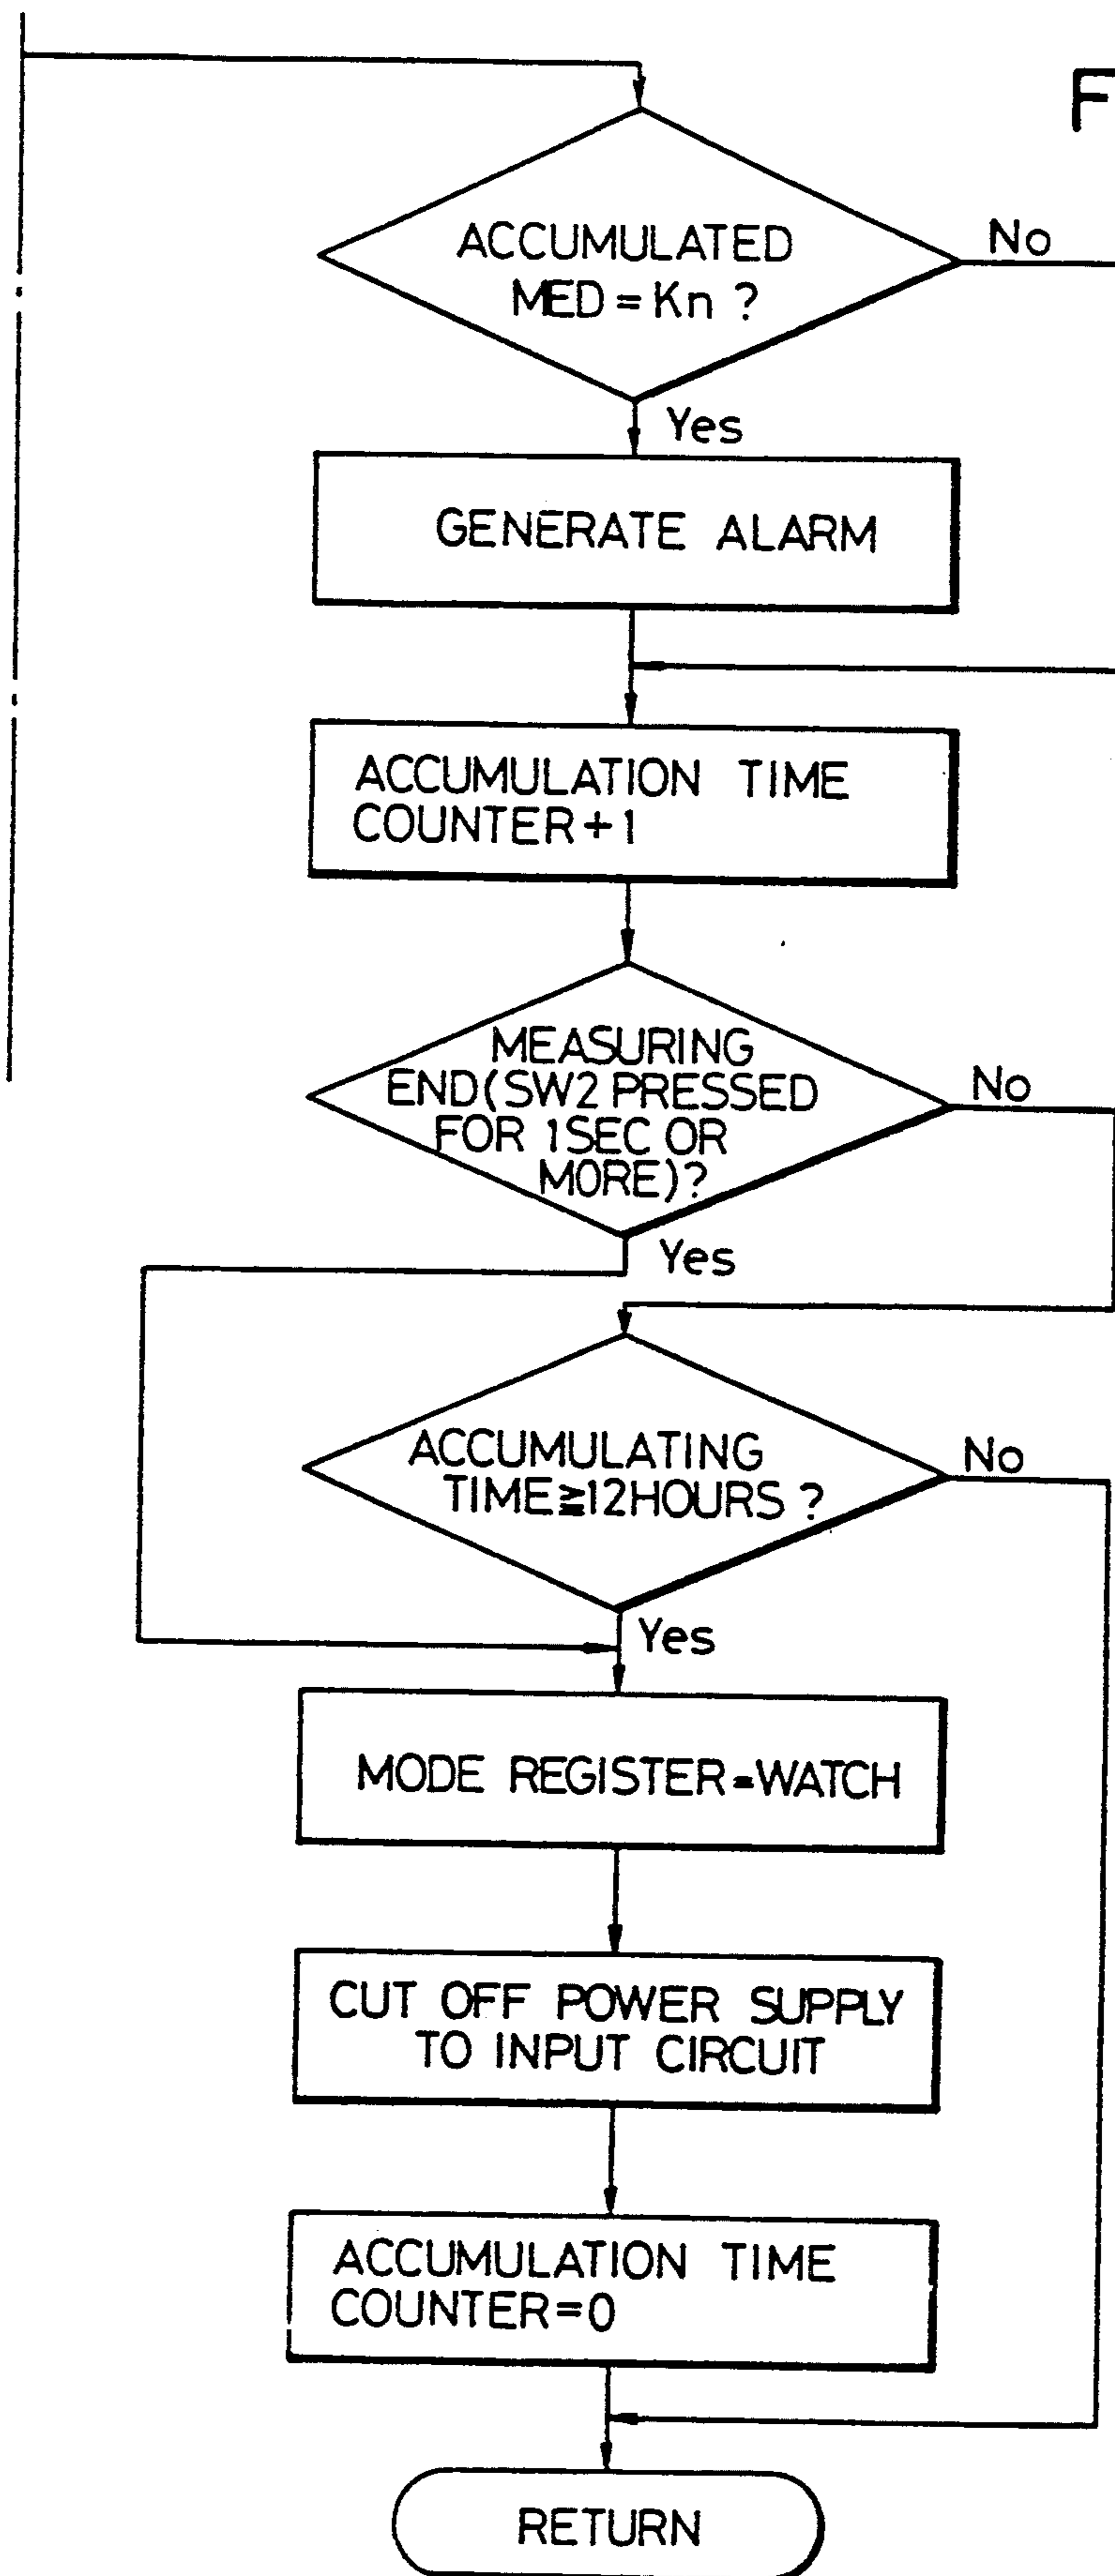 F
ACCUMULATED
MED=Kn ?
No
Yes
GENERATE ALARM
ACCUMULATION TIME
COUNTER+1
MEASURING
END(SW2 PRESSED
FOR 1SEC OR
MORE)?
No
Yes
ACCUMULATING
TIME≧12HOURS ?
No
Yes
MODE REGISTER=WATCH
CUT OFF POWER SUPPLY
TO INPUT CIRCUIT
ACCUMULATION TIME
COUNTER=0
RETURN